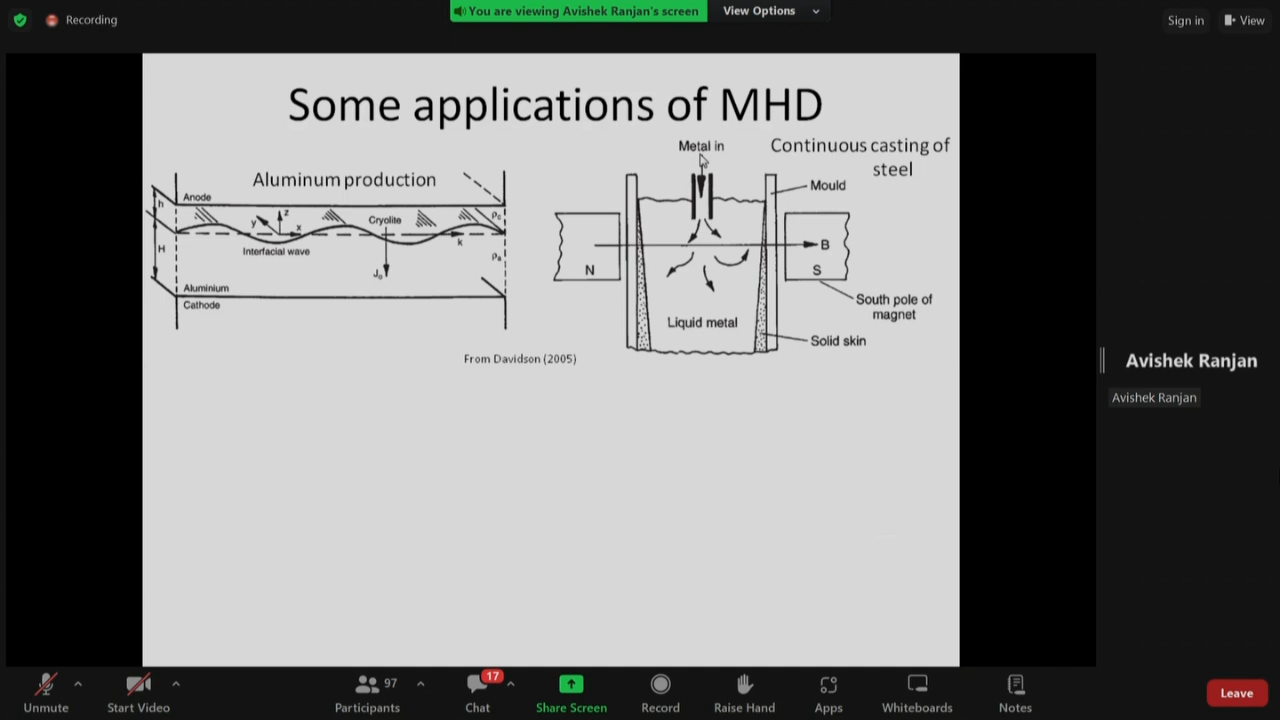 Recording
You are viewing Avishek Ranjan's screen
View Options
Sign in
View
Some applications of MHD
Aluminum production
Anode
h
z
y
x
Cryolite
ρc
k
H
Interfacial wave
ρa
J₀
Aluminium
Cathode
Metal in
Continuous casting of
steel
Mould
B
N
S
South pole of
magnet
Liquid metal
Solid skin
From Davidson (2005)
Avishek Ranjan
Avishek Ranjan
Unmute
Start Video
97
Participants
17
Chat
Share Screen
Record
Raise Hand
Apps
Whiteboards
Notes
Leave